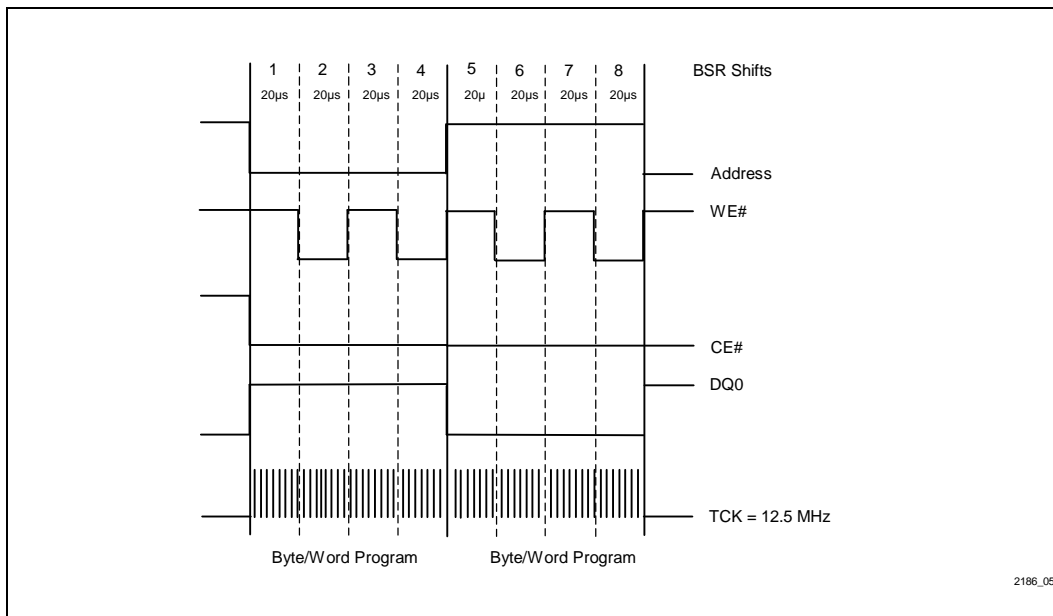 1 2 3 4 5 6 7 8 BSR Shifts
20µs 20µs 20µs 20µs 20µ 20µs 20µs 20µs
Address
WE#
CE#
DQ0
TCK = 12.5 MHz
Byte/Word Program Byte/Word Program
2186_05